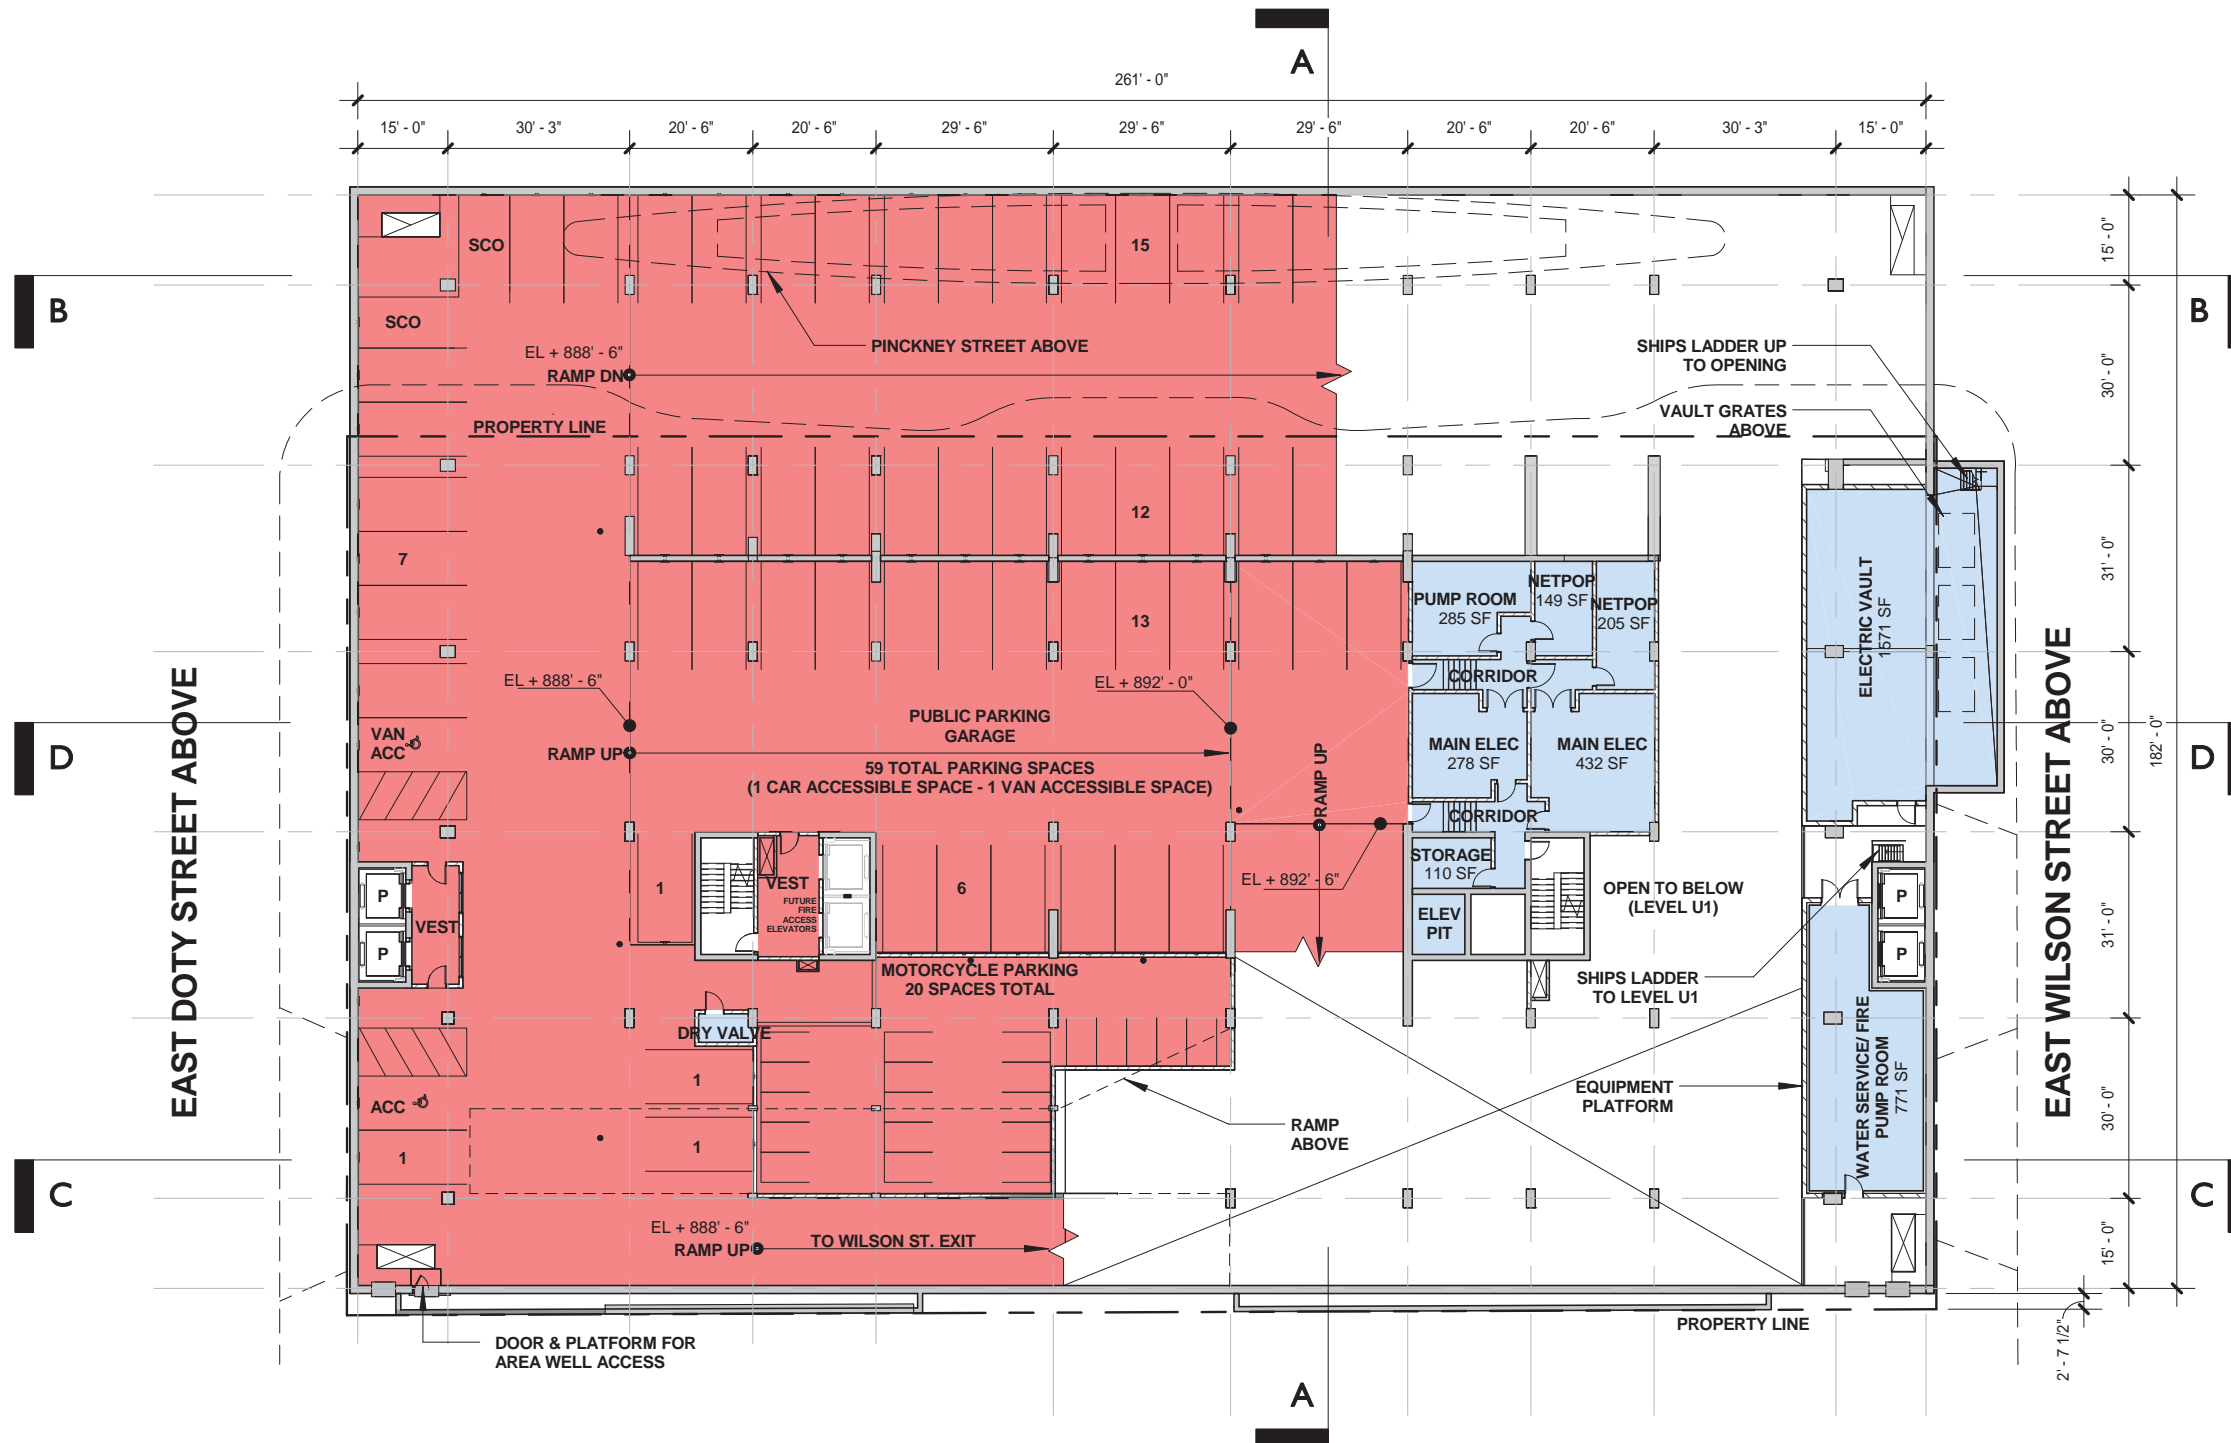 A
261' - 0"
15' - 0"
30' - 3"
20' - 6"
20' - 6"
29' - 6"
29' - 6"
29' - 6"
20' - 6"
20' - 6"
30' - 3"
15' - 0"
SCO
15
15' - 0"
B
SCO
B
PINCKNEY STREET ABOVE
EL + 888' - 6"
RAMP DN
SHIPS LADDER UP
TO OPENING
30' - 0"
VAULT GRATES
ABOVE
PROPERTY LINE
12
7
31' - 0"
PUMP ROOM
285 SF
NETPOP
149 SF
NETPOP
205 SF
13
ELECTRIC VAULT
1571 SF
CORRIDOR
EL + 888' - 6"
EL + 892' - 0"
PUBLIC PARKING
GARAGE
VAN
ACC
RAMP UP
59 TOTAL PARKING SPACES
(1 CAR ACCESSIBLE SPACE - 1 VAN ACCESSIBLE SPACE)
RAMP UP
MAIN ELEC
278 SF
MAIN ELEC
432 SF
30' - 0"
182' - 0"
D
D
EAST DOTY STREET ABOVE
EAST WILSON STREET ABOVE
CORRIDOR
STORAGE
110 SF
EL + 892' - 6"
1
VEST
FUTURE
FIRE
ACCESS
ELEVATORS
6
P
P
VEST
ELEV
PIT
OPEN TO BELOW
(LEVEL U1)
P
P
31' - 0"
MOTORCYCLE PARKING
20 SPACES TOTAL
SHIPS LADDER
TO LEVEL U1
DRY VALVE
1
ACC
1
1
EQUIPMENT
PLATFORM
RAMP
ABOVE
WATER SERVICE/ FIRE
PUMP ROOM
771 SF
30' - 0"
C
C
EL + 888' - 6"
RAMP UP
TO WILSON ST. EXIT
15' - 0"
PROPERTY LINE
DOOR & PLATFORM FOR
AREA WELL ACCESS
2' - 7 1/2"
A